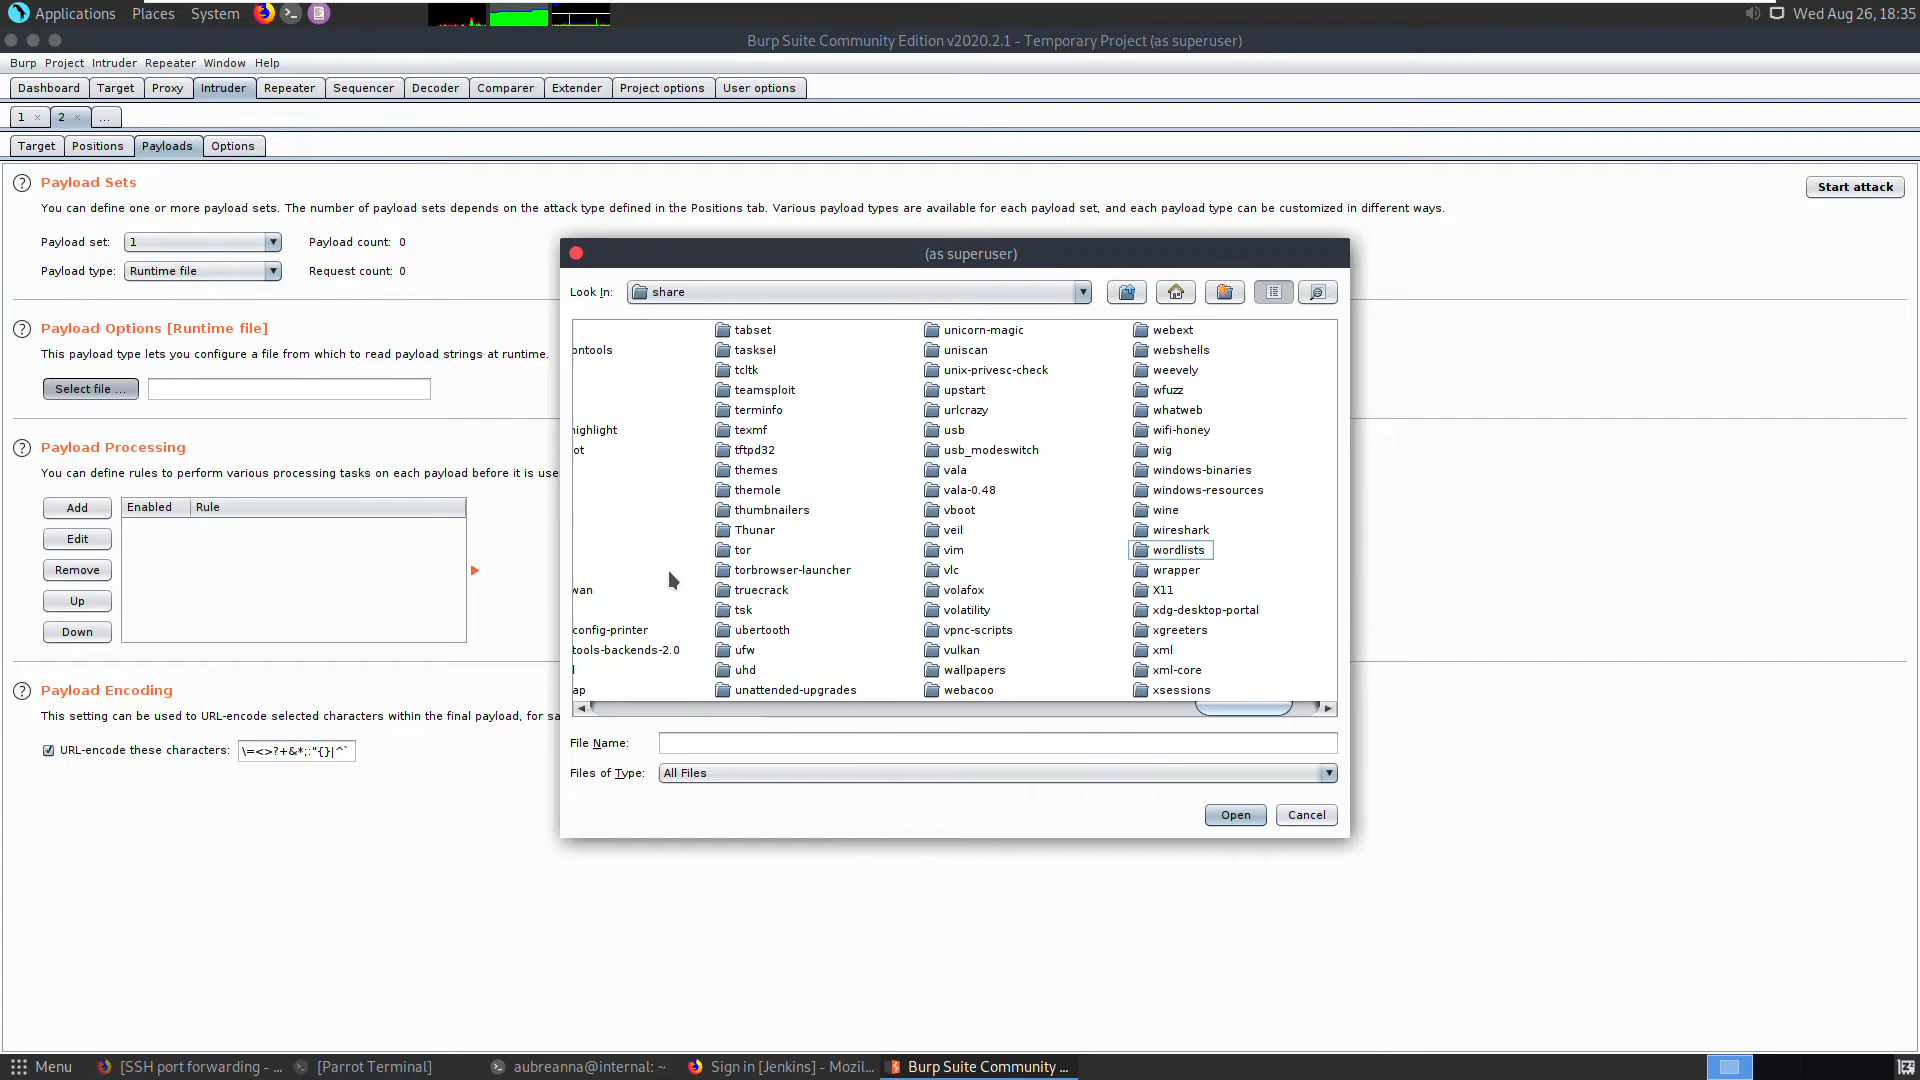 Applications Places System Wed Aug 26, 18:35
Burp Suite Community Edition v2020.2.1 - Temporary Project (as superuser)
Burp Project Intruder Repeater Window Help
Dashboard Target Proxy Intruder Repeater Sequencer Decoder Comparer Extender Project options User options
1 × 2 × ...
Target Positions Payloads Options
? Payload Sets
Start attack
You can define one or more payload sets. The number of payload sets depends on the attack type defined in the Positions tab. Various payload types are available for each payload set, and each payload type can be customized in different ways.
Payload set: 1 Payload count: 0
Payload type: Runtime file Request count: 0
? Payload Options [Runtime file]
This payload type lets you configure a file from which to read payload strings at runtime.
Select file ...
? Payload Processing
You can define rules to perform various processing tasks on each payload before it is use
Add Enabled Rule
Edit
Remove
Up
Down
? Payload Encoding
This setting can be used to URL-encode selected characters within the final payload, for sa
URL-encode these characters: \=<>?+&*;:"{}|^`
(as superuser)
Look In: share
ontools
highlight
ot
wan
config-printer
tools-backends-2.0
ap
tabset
tasksel
tcltk
teamsploit
terminfo
texmf
tftpd32
themes
themole
thumbnailers
Thunar
tor
torbrowser-launcher
truecrack
tsk
ubertooth
ufw
uhd
unattended-upgrades
unicorn-magic
uniscan
unix-privesc-check
upstart
urlcrazy
usb
usb_modeswitch
vala
vala-0.48
vboot
veil
vim
vlc
volafox
volatility
vpnc-scripts
vulkan
wallpapers
webacoo
webext
webshells
weevely
wfuzz
whatweb
wifi-honey
wig
windows-binaries
windows-resources
wine
wireshark
wordlists
wrapper
X11
xdg-desktop-portal
xgreeters
xml
xml-core
xsessions
File Name:
Files of Type: All Files
Open Cancel
Menu [SSH port forwarding - ... [Parrot Terminal] aubreanna@internal: ~ Sign in [Jenkins] - Mozil... Burp Suite Community ...